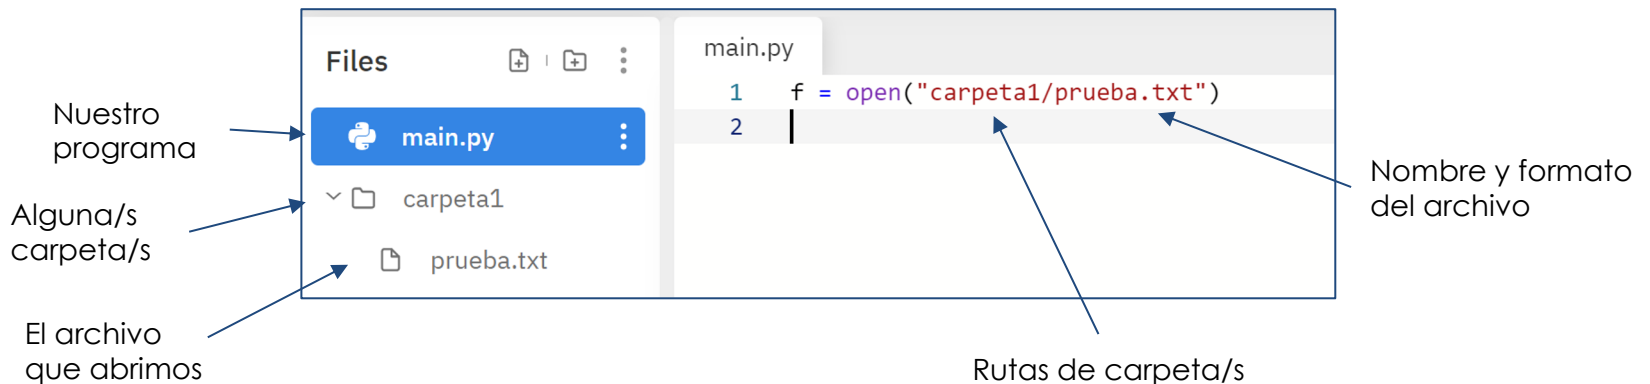 Files
main.py
1 f = open("carpeta1/prueba.txt")
2
Nuestro
programa
main.py
Alguna/s
carpeta/s
carpeta1
prueba.txt
El archivo
que abrimos
Nombre y formato
del archivo
Rutas de carpeta/s